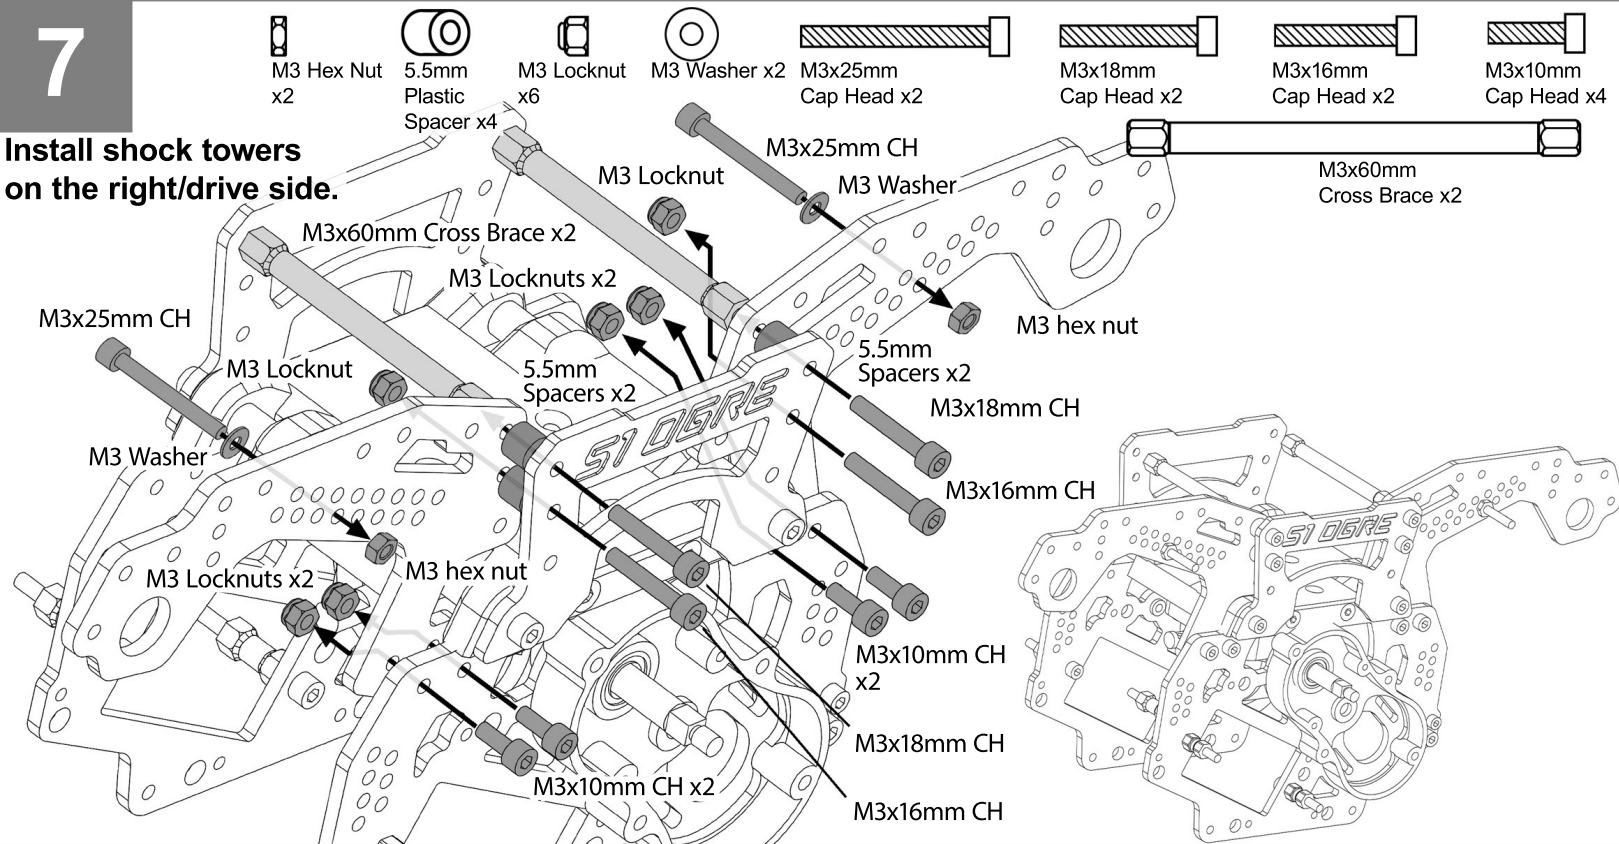 7
M3 Hex Nut
x2
5.5mm
Plastic
Spacer x4
M3 Locknut
x6
M3 Washer x2
M3x25mm
Cap Head x2
M3x18mm
Cap Head x2
M3x16mm
Cap Head x2
M3x10mm
Cap Head x4
M3x60mm
Cross Brace x2
Install shock towers
on the right/drive side.
M3x25mm CH
M3 Locknut
M3 Washer
M3x60mm Cross Brace x2
M3 Locknuts x2
M3x25mm CH
M3 hex nut
M3 Locknut
5.5mm
Spacers x2
5.5mm
Spacers x2
M3x18mm CH
S1 OGRE
M3 Washer
M3x16mm CH
S1 OGRE
M3 Locknuts x2
M3 hex nut
M3x10mm CH
x2
M3x18mm CH
M3x10mm CH x2
M3x16mm CH